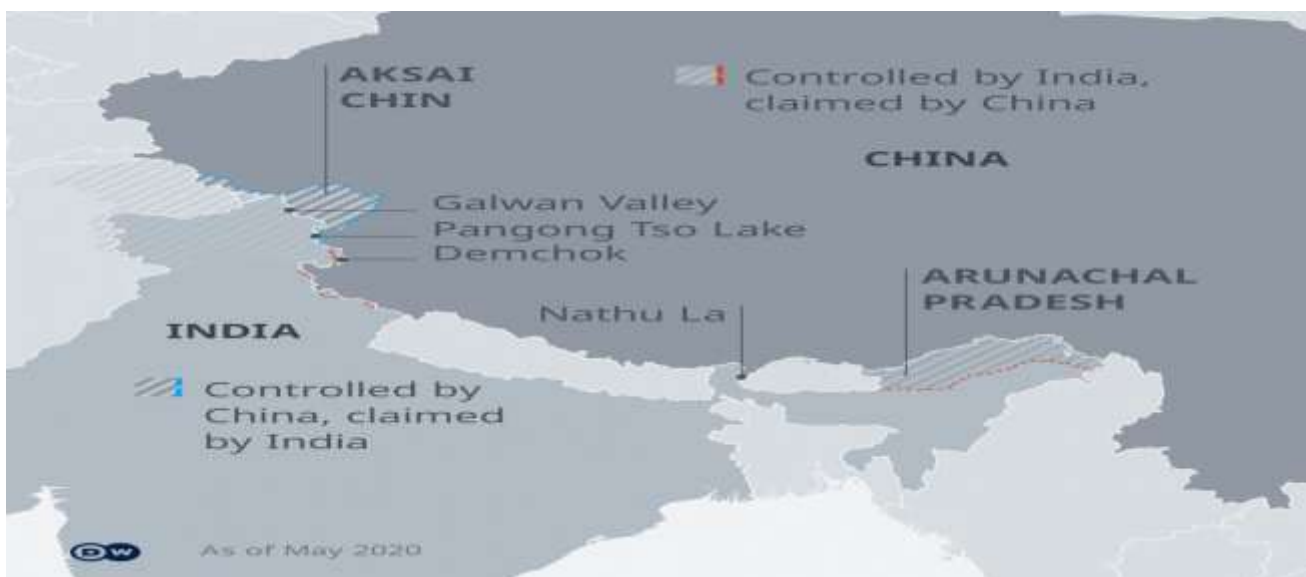 AKSAI
CHIN
Controlled by India,
claimed by China
CHINA
Galwan Valley
Pangong Tso Lake
Demchok
ARUNACHAL
PRADESH
Nathu La
INDIA
Controlled by
China, claimed
by India
DW
As of May 2020